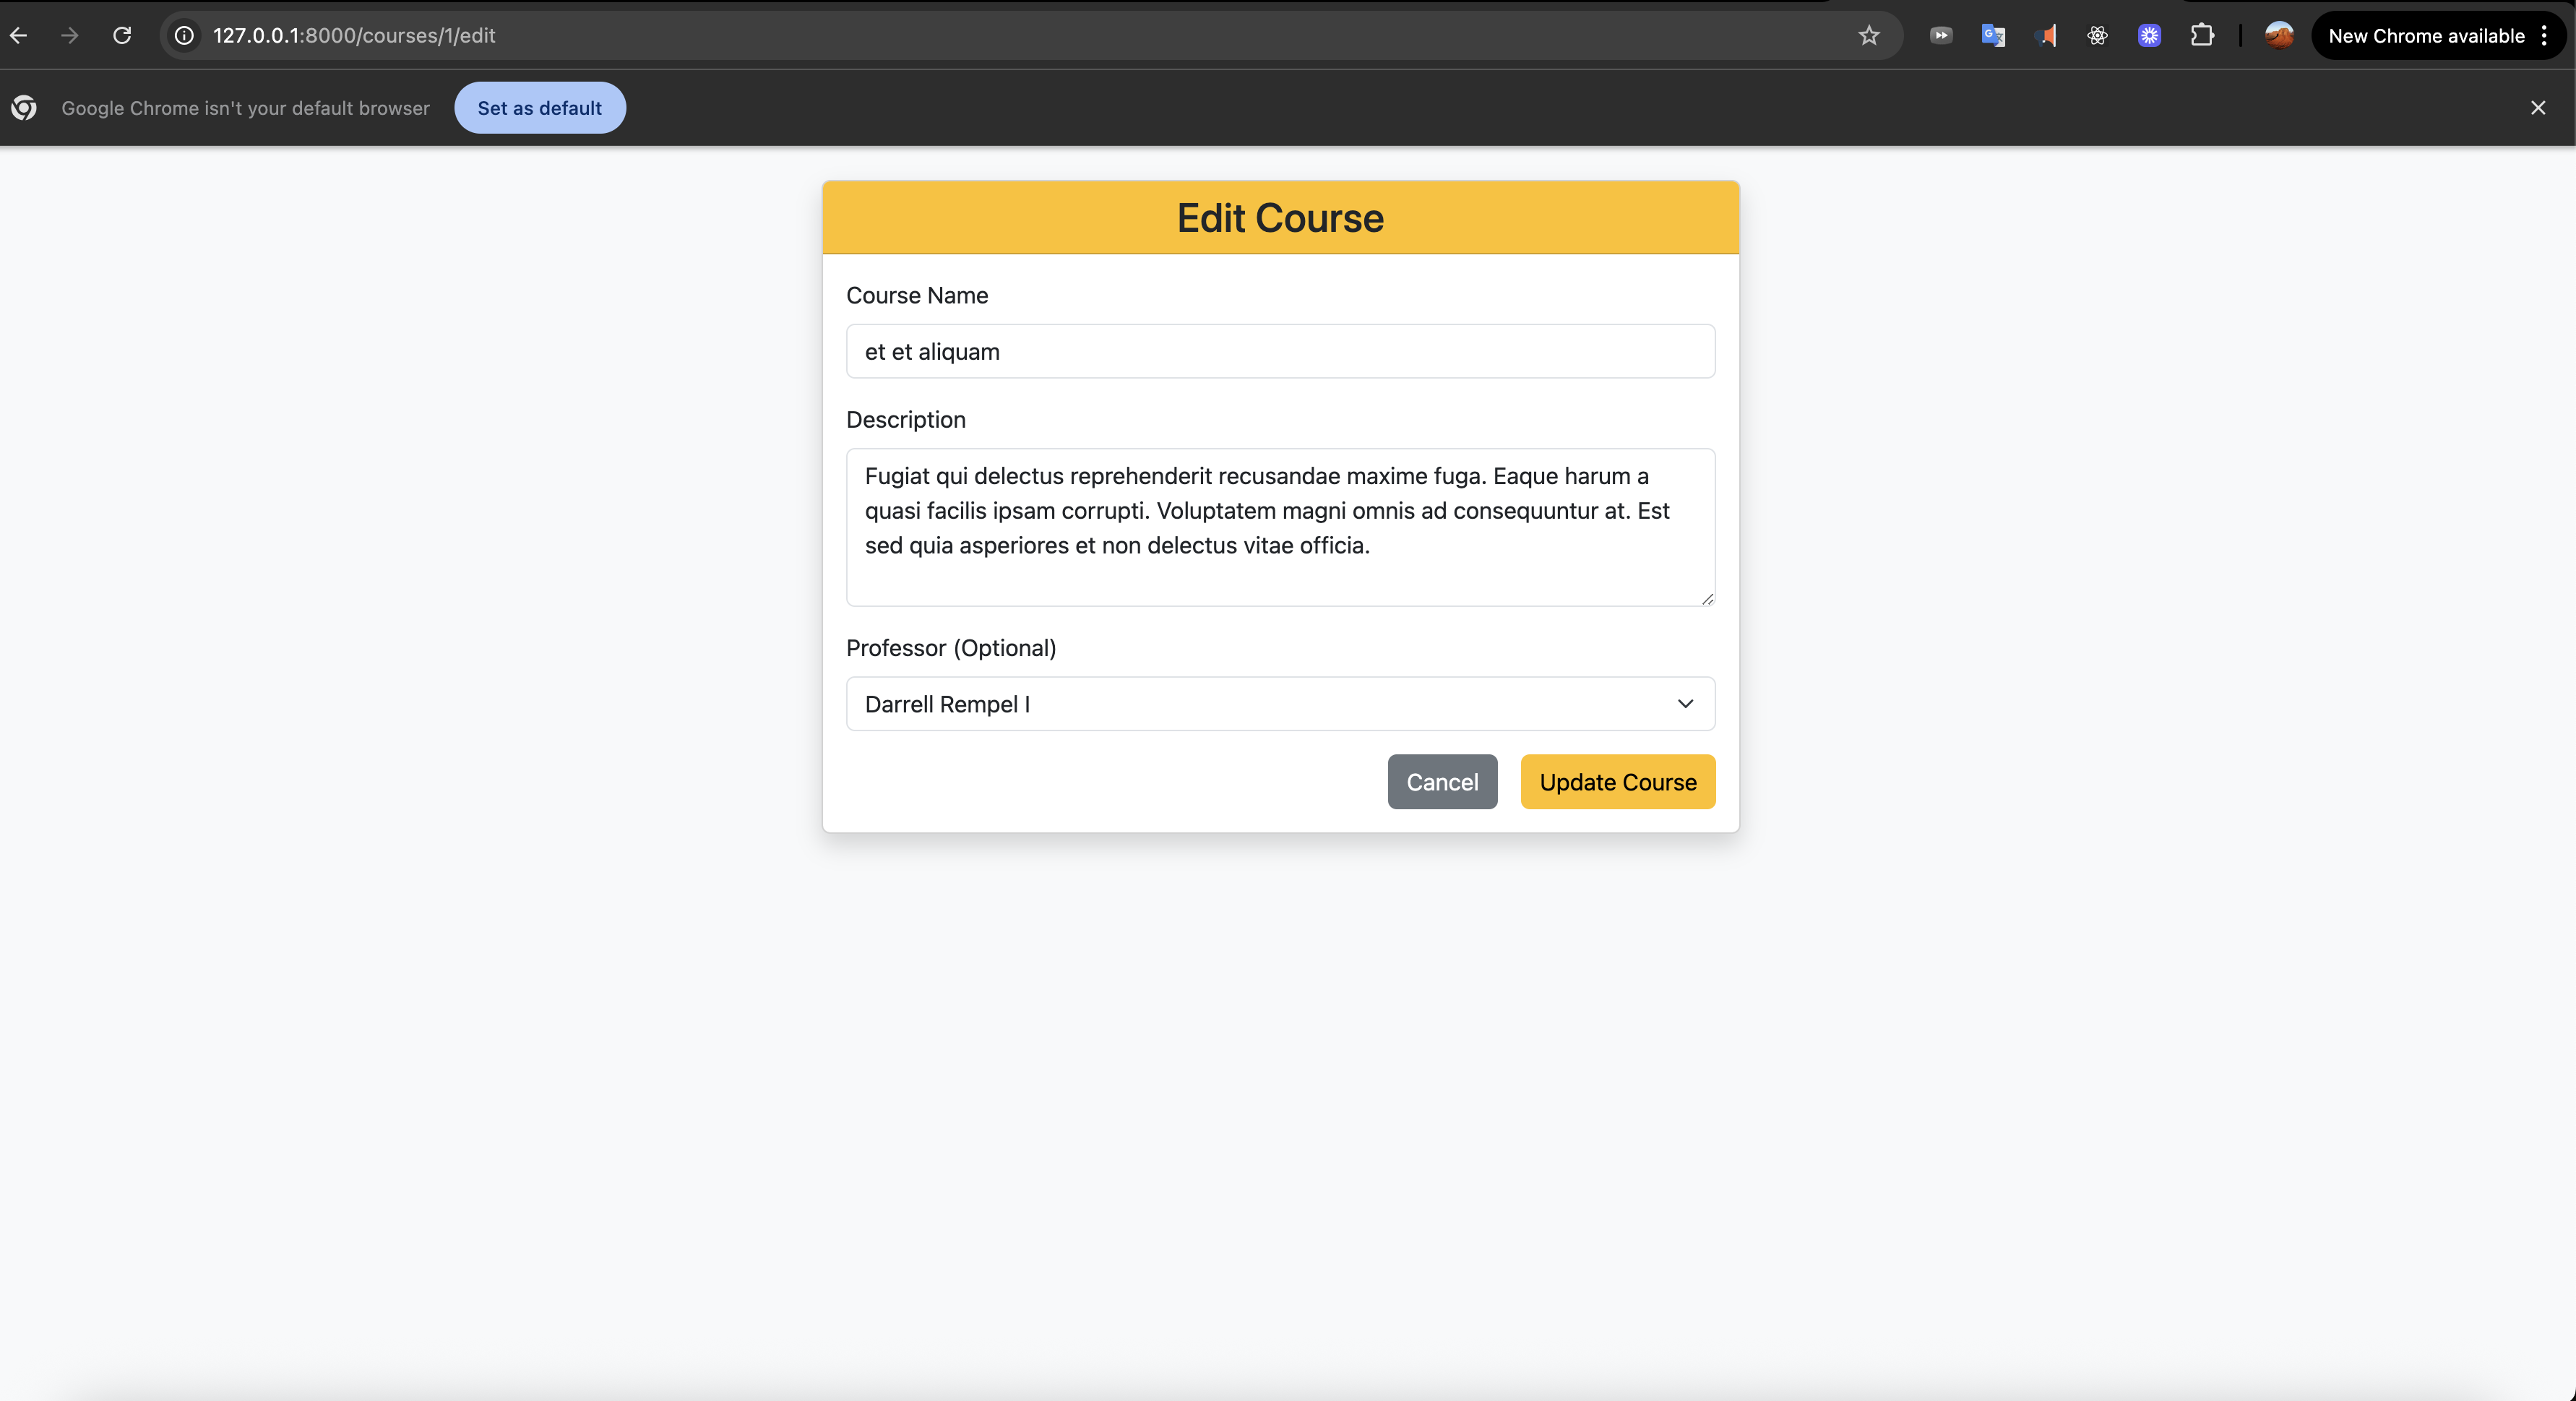 127.0.0.1:8000/courses/1/edit
New Chrome available
Google Chrome isn't your default browser
Set as default
Edit Course
Course Name
et et aliquam
Description
Fugiat qui delectus reprehenderit recusandae maxime fuga. Eaque harum a
quasi facilis ipsam corrupti. Voluptatem magni omnis ad consequuntur at. Est
sed quia asperiores et non delectus vitae officia.
Professor (Optional)
Darrell Rempel I
Cancel
Update Course